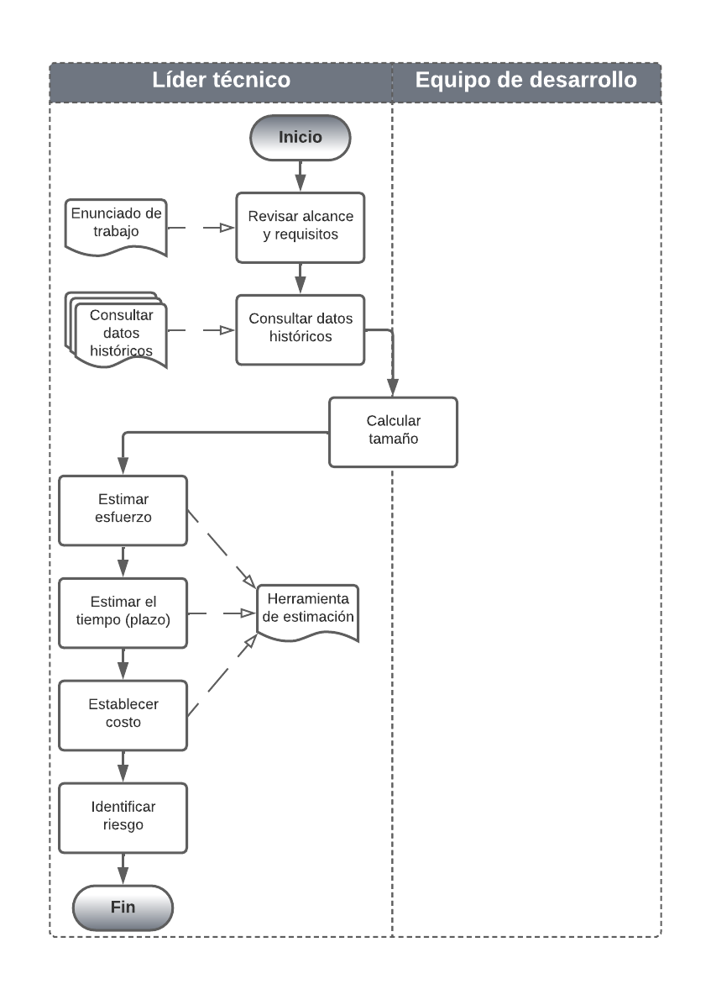 Líder técnico
Equipo de desarrollo
Inicio
Enunciado de
trabajo
Revisar alcance
y requisitos
Consultar
datos
históricos
Consultar datos
históricos
Calcular
tamaño
Estimar
esfuerzo
Estimar el
tiempo (plazo)
Herramienta
de estimación
Establecer
costo
Identificar
riesgo
Fin